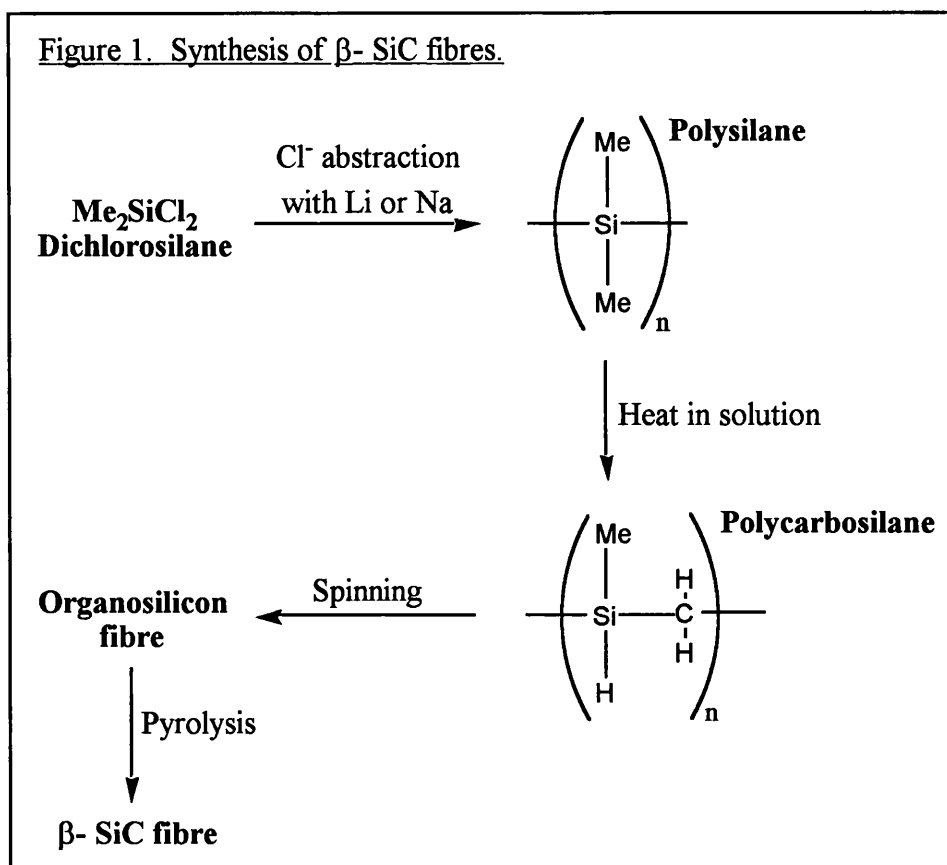 Figure 1. Synthesis of β- SiC fibres.
Me₂SiCl₂
Dichlorosilane
Cl⁻ abstraction
with Li or Na
Polysilane
Me
Si
Me
n
Heat in solution
Polycarbosilane
Me
H
Si
C
H
H
n
Spinning
Organosilicon
fibre
Pyrolysis
β- SiC fibre